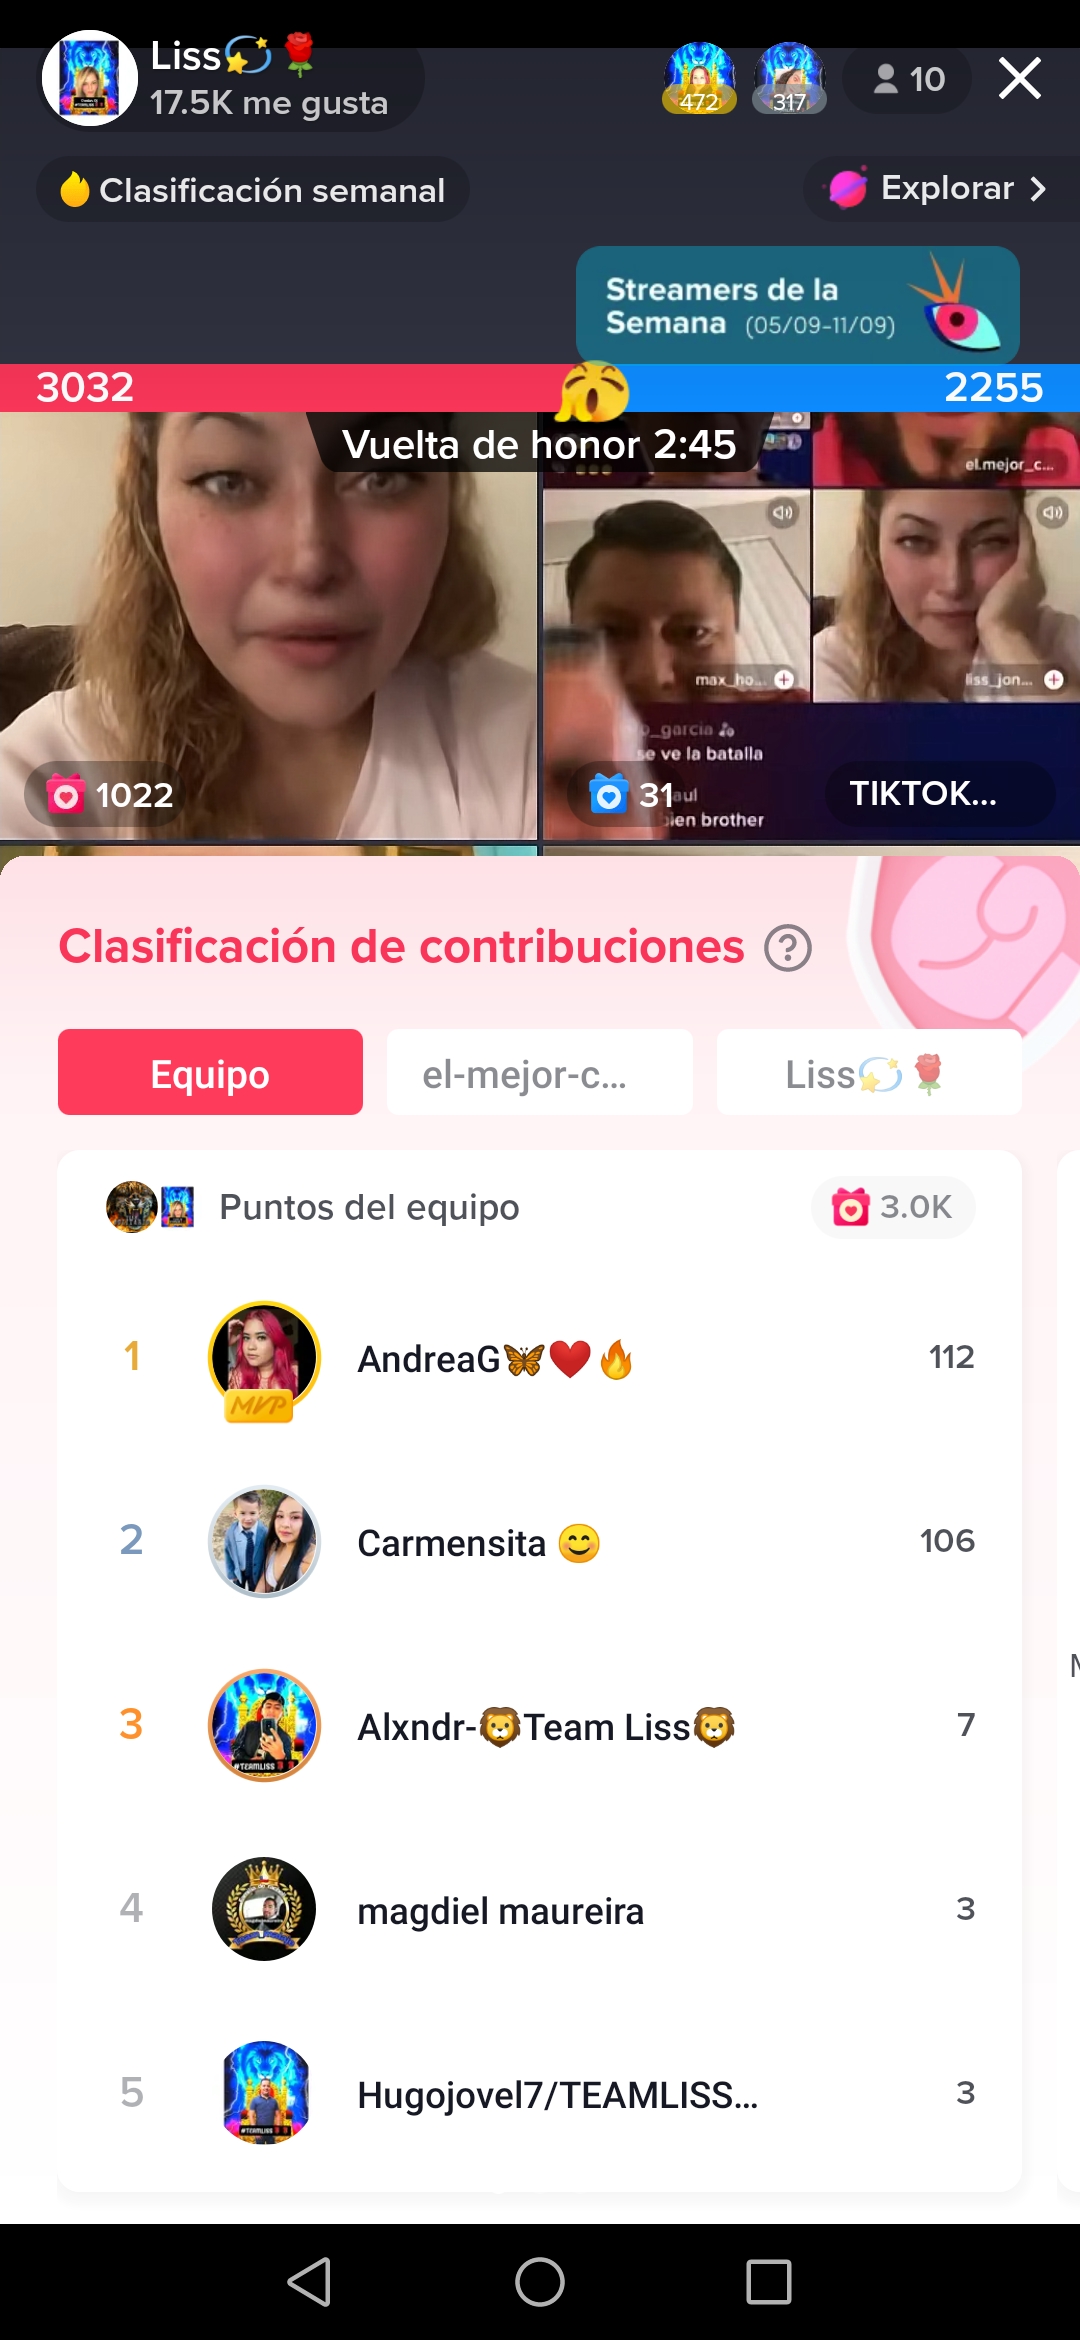 Liss💫🌹
17.5K me gusta
472
317
10
Clasificación semanal
Explorar
Streamers de la
Semana (05/09-11/09)
3032
2255
Vuelta de honor 2:45
el.mejor_c...
max_ho...
liss_jon...
_garcia
se ve la batalla
ien brother
1022
31
TIKTOK...
Clasificación de contribuciones
Equipo
el-mejor-c...
Liss💫🌹
Puntos del equipo
3.0K
1
AndreaG🦋❤️🔥
112
MVP
2
Carmensita 😊
106
3
Alxndr-🦁Team Liss🦁
7
#TEAMLISS
4
magdiel maureira
3
5
Hugojovel7/TEAMLISS...
3
#TEAMLISS